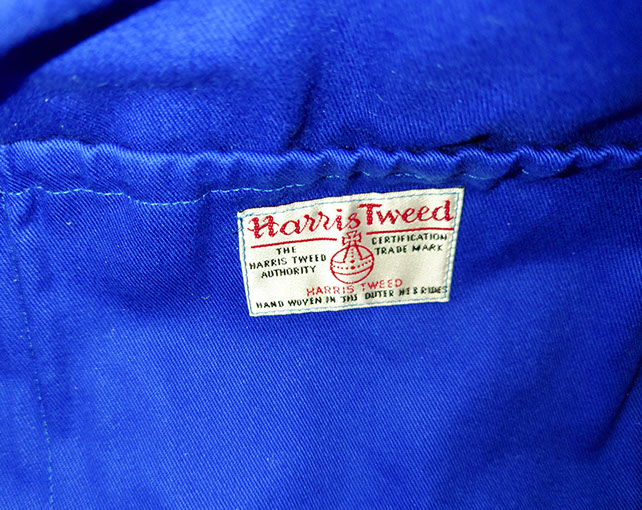 Harris Tweed
THE
HARRIS TWEED
AUTHORITY
CERTIFICATION
TRADE MARK
HARRIS TWEED
HAND WOVEN IN THE OUTER HEBRIDES